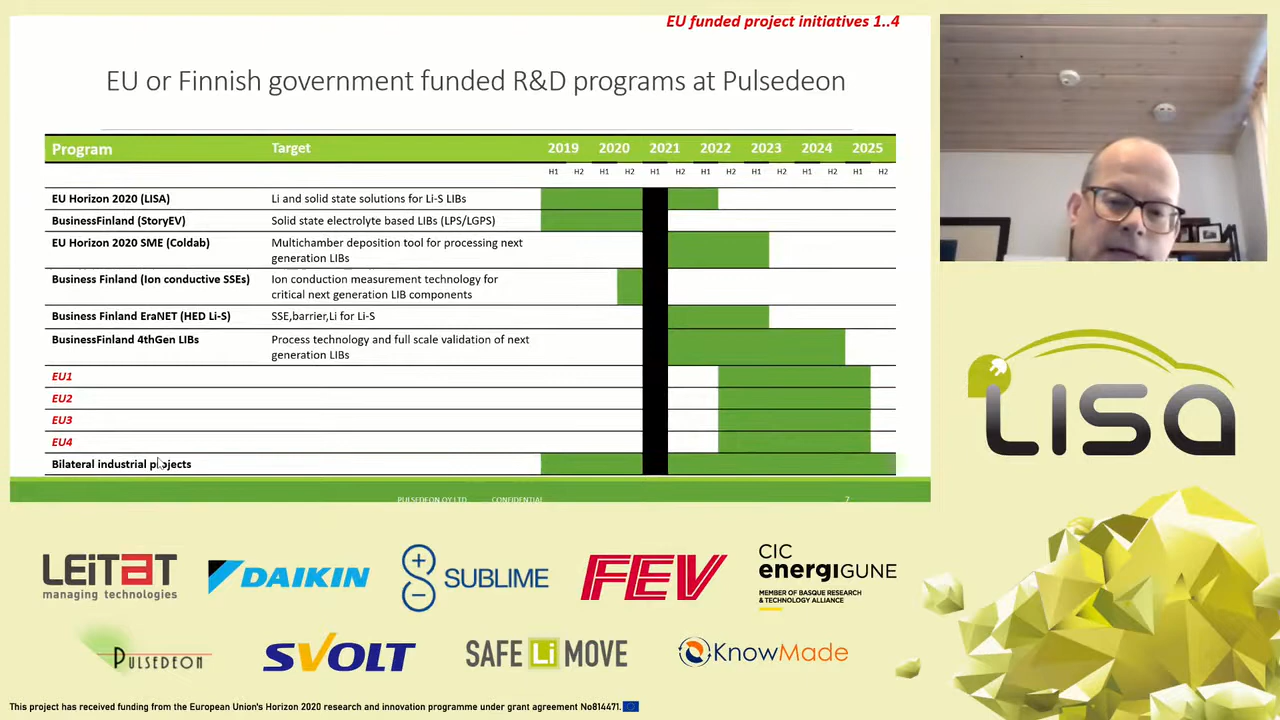 EU funded project initiatives 1..4
EU or Finnish government funded R&D programs at Pulsedeon
Program Target 2019 2020 2021 2022 2023 2024 2025
H1 H2 H1 H2 H1 H2 H1 H2 H1 H2 H1 H2 H1 H2
EU Horizon 2020 (LISA) Li and solid state solutions for Li-S LIBs
BusinessFinland (StoryEV) Solid state electrolyte based LIBs (LPS/LGPS)
EU Horizon 2020 SME (Coldab) Multichamber deposition tool for processing next
generation LIBs
Business Finland (Ion conductive SSEs) Ion conduction measurement technology for
critical next generation LIB components
Business Finland EraNET (HED Li-S) SSE,barrier,Li for Li-S
BusinessFinland 4thGen LIBs Process technology and full scale validation of next
generation LIBs
EU1
EU2
EU3
EU4
Bilateral industrial projects
PULSEDEON OY LTD CONFIDENTIAL 7
LISA
LEITAT
managing technologies
DAIKIN
SUBLIME
FEV
CIC
energiGUNE
MEMBER OF BASQUE RESEARCH
& TECHNOLOGY ALLIANCE
PULSEDEON
SVOLT
SAFE Li MOVE
KnowMade
This project has received funding from the European Union's Horizon 2020 research and innovation programme under grant agreement No814471.